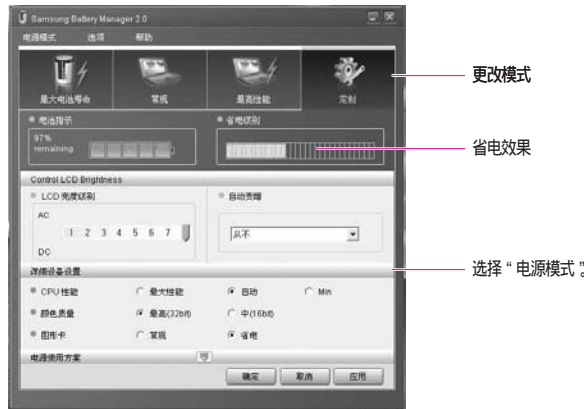 Samsung Battery Manager 2.0
电源模式 选项 帮助
最大电池寿命 常规 最高性能 定制
更改模式
电池指示 省电级别
97%
remaining
省电效果
Control LCD Brightness
LCD 亮度级别 自动变暗
AC
1 2 3 4 5 6 7
从不
DC
选择“电源模式”。
详细设备设置
CPU 性能 最大性能 自动 Min
颜色质量 最高(32bit) 中(16bit)
图形卡 常规 省电
电源使用方案
确定 取消 应用